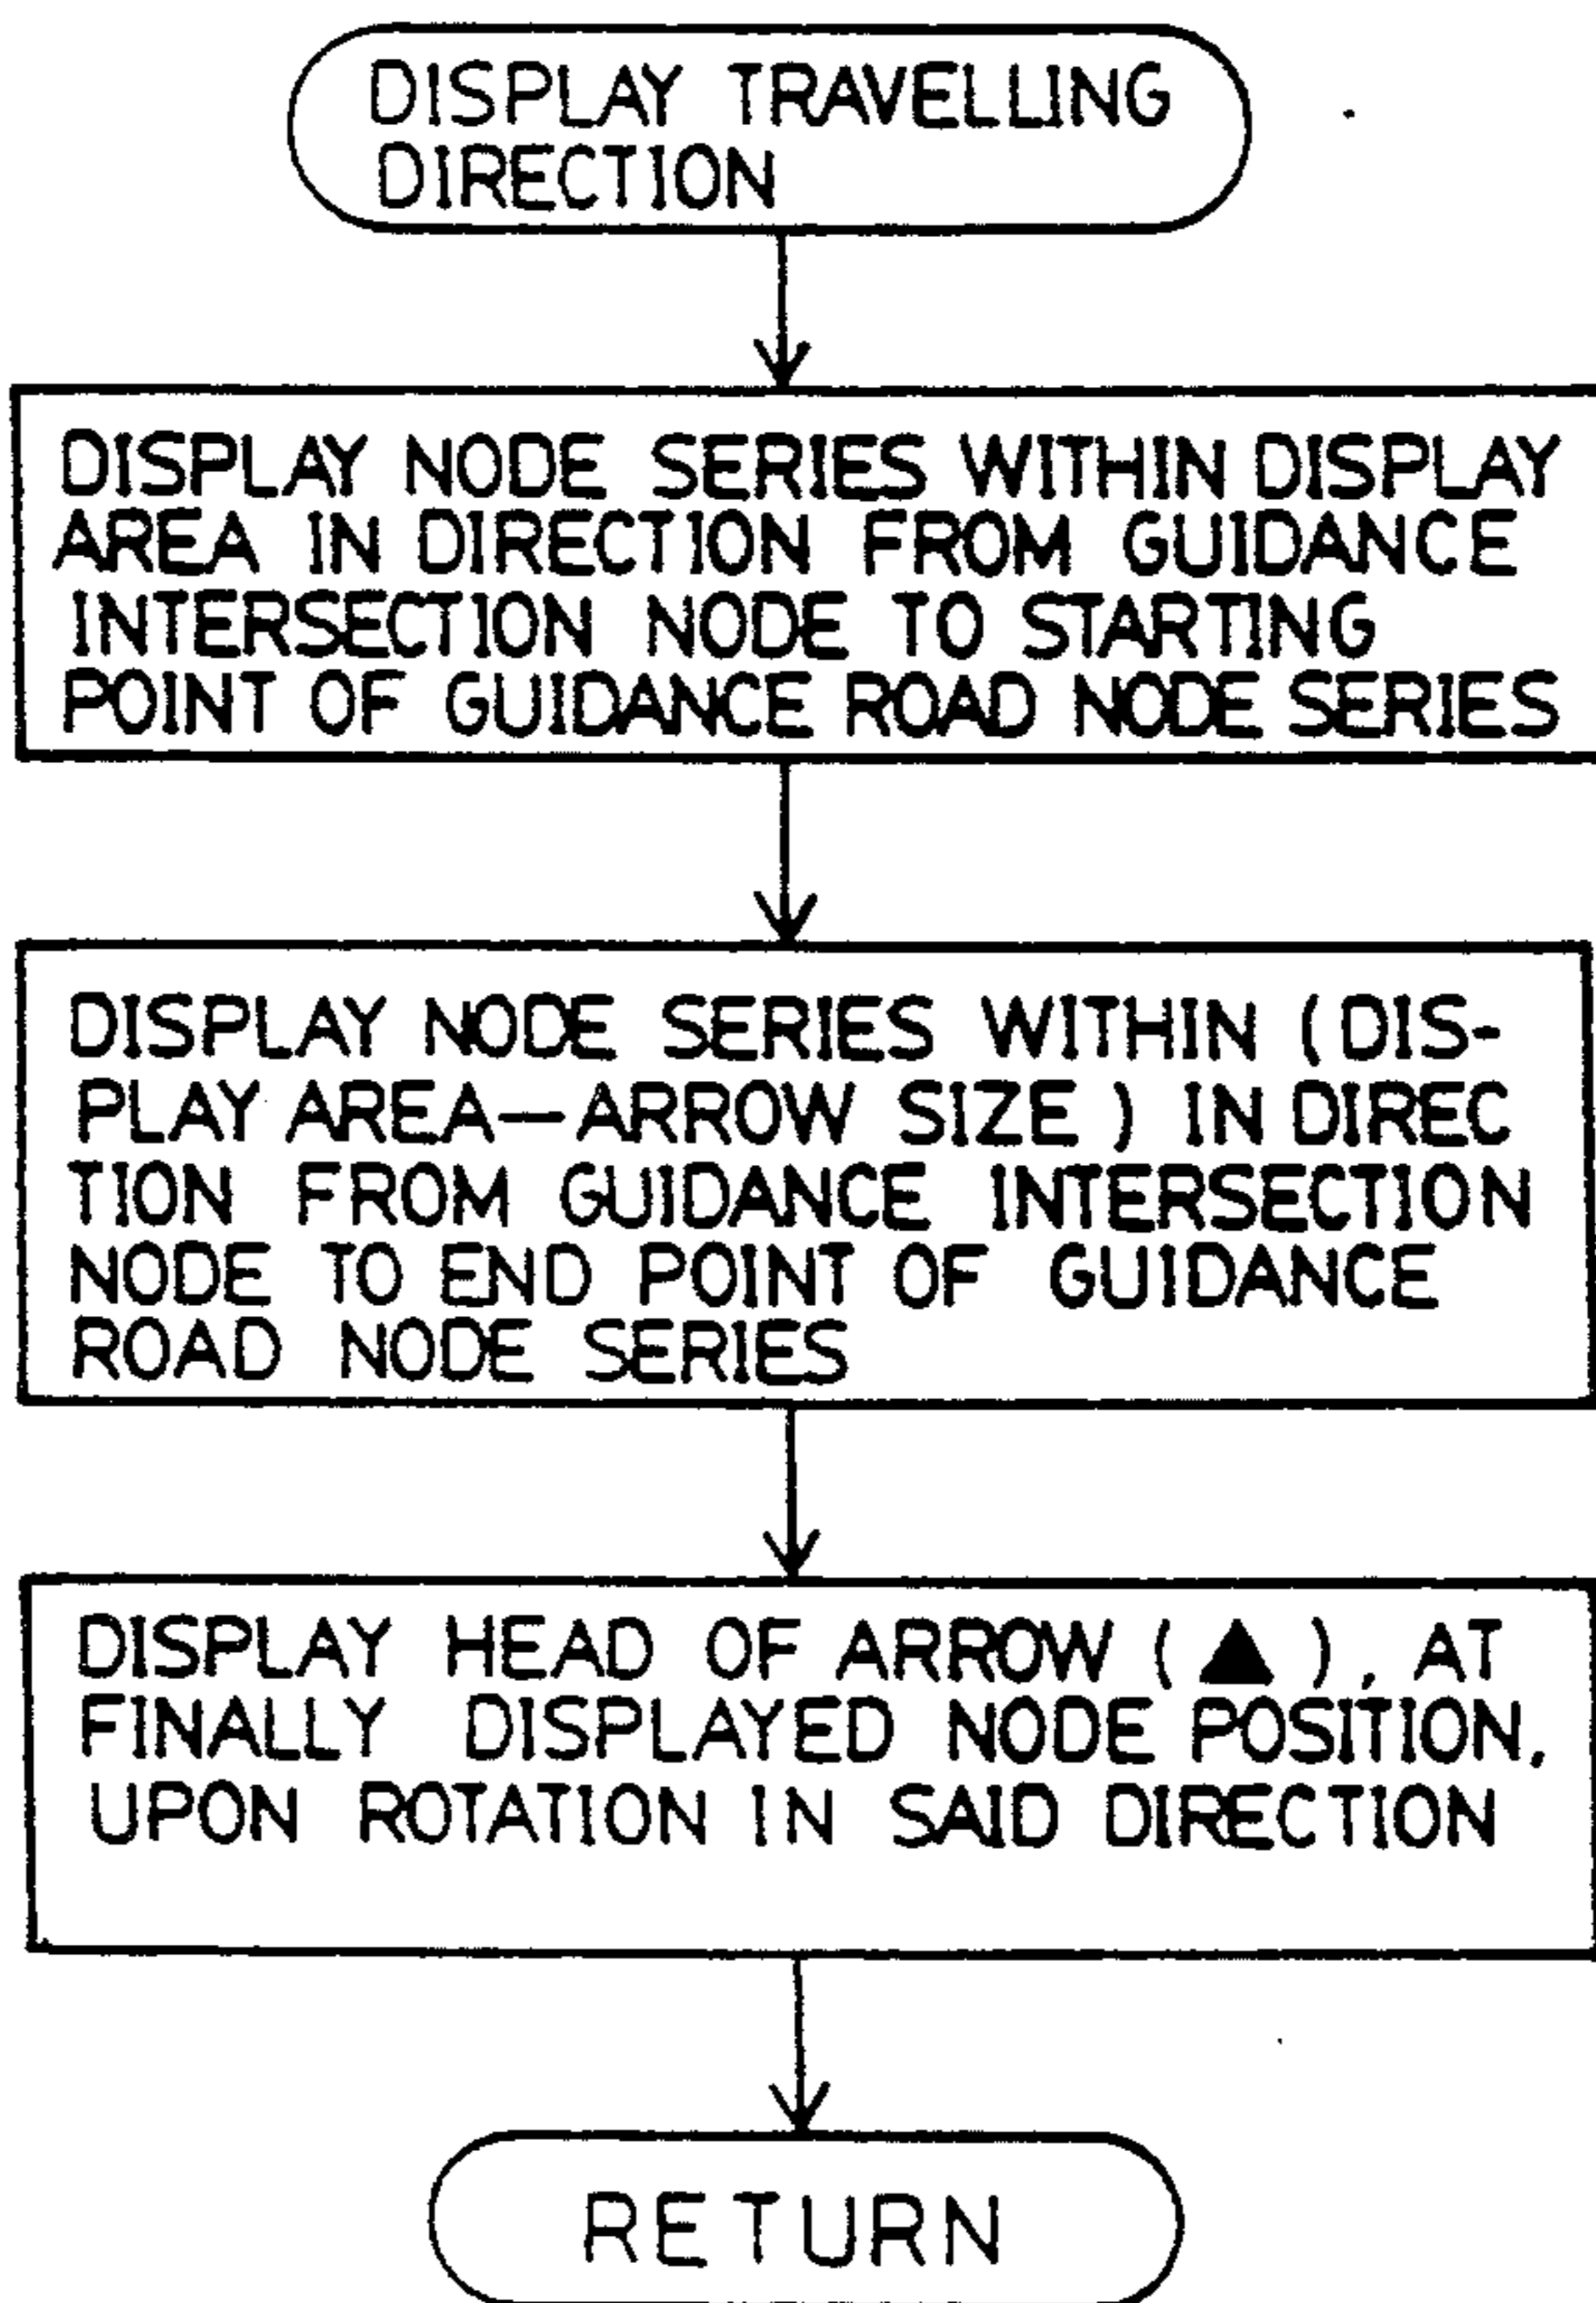 DISPLAY TRAVELLING
DIRECTION
DISPLAY NODE SERIES WITHIN DISPLAY
AREA IN DIRECTION FROM GUIDANCE
INTERSECTION NODE TO STARTING
POINT OF GUIDANCE ROAD NODE SERIES
DISPLAY NODE SERIES WITHIN (DIS-
PLAY AREA—ARROW SIZE) IN DIREC
TION FROM GUIDANCE INTERSECTION
NODE TO END POINT OF GUIDANCE
ROAD NODE SERIES
DISPLAY HEAD OF ARROW (▲), AT
FINALLY DISPLAYED NODE POSITION,
UPON ROTATION IN SAID DIRECTION
RETURN